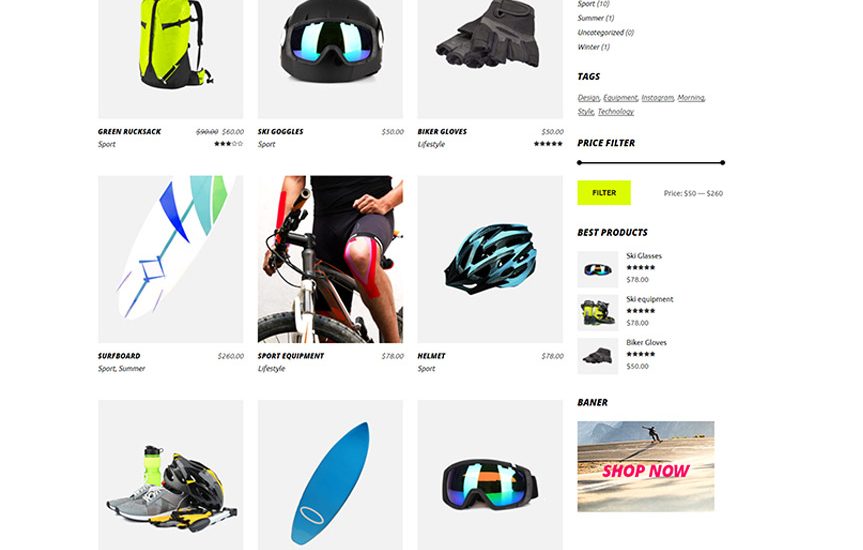 GREEN RUCKSACK $90.00 $60.00
Sport
SKI GOGGLES $50.00
Sport
BIKER GLOVES $50.00
Lifestyle
SURFBOARD $260.00
Sport, Summer
SPORT EQUIPMENT $78.00
Lifestyle
HELMET $78.00
Sport
Sport (10)
Summer (1)
Uncategorized (0)
Winter (1)
TAGS
Design, Equipment, Instagram, Morning,
Style, Technology
PRICE FILTER
FILTER Price: $50 — $260
BEST PRODUCTS
Ski Glasses
$78.00
Ski equipment
$78.00
Biker Gloves
$50.00
BANER
SHOP NOW